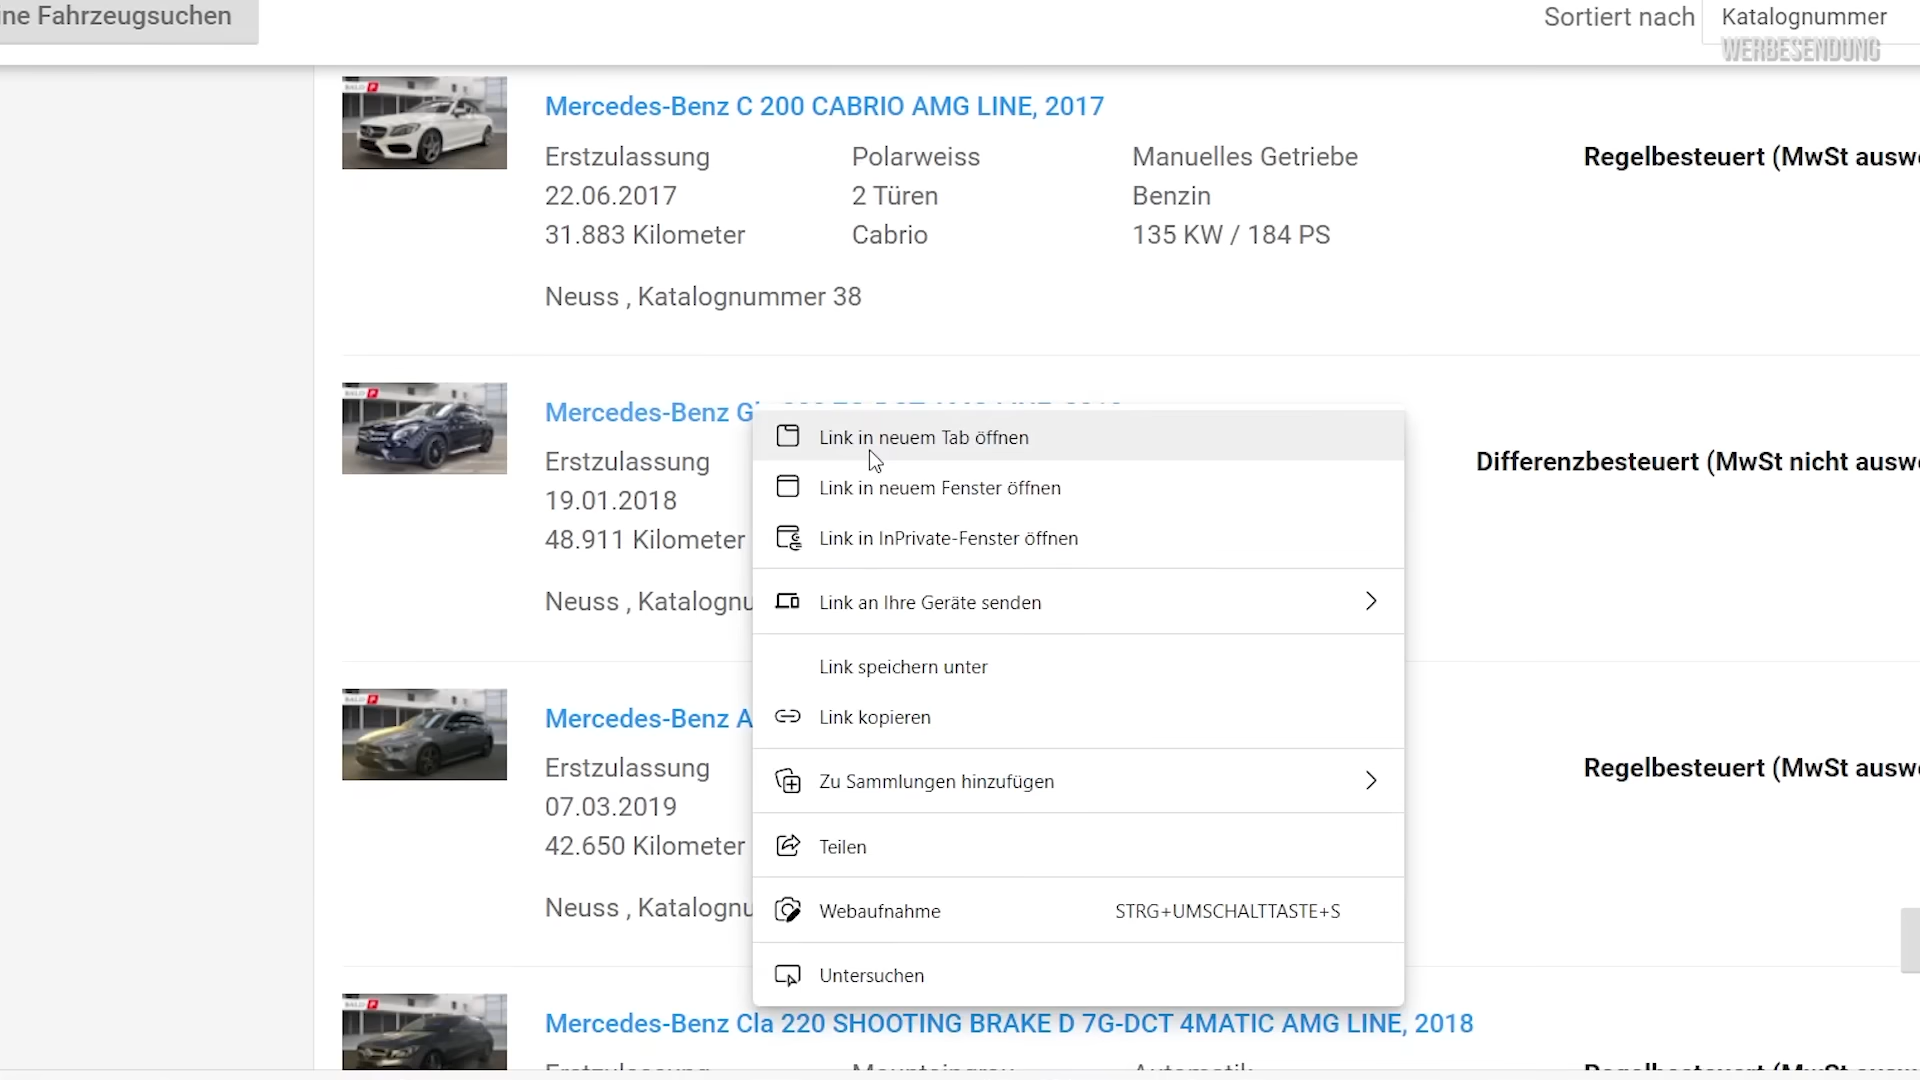 ine Fahrzeugsuchen
Sortiert nach
Katalognummer
WERBESENDUNG
Mercedes-Benz C 200 CABRIO AMG LINE, 2017
Erstzulassung
22.06.2017
31.883 Kilometer
Polarweiss
2 Türen
Cabrio
Manuelles Getriebe
Benzin
135 KW / 184 PS
Regelbesteuert (MwSt ausw
Neuss , Katalognummer 38
Mercedes-Benz G
Erstzulassung
19.01.2018
48.911 Kilometer
Differenzbesteuert (MwSt nicht ausw
Neuss , Katalognu
Link in neuem Tab öffnen
Link in neuem Fenster öffnen
Link in InPrivate-Fenster öffnen
Link an Ihre Geräte senden
Link speichern unter
Link kopieren
Zu Sammlungen hinzufügen
Teilen
Webaufnahme STRG+UMSCHALTTASTE+S
Untersuchen
Mercedes-Benz A
Erstzulassung
07.03.2019
42.650 Kilometer
Regelbesteuert (MwSt ausw
Neuss , Katalognu
Mercedes-Benz Cla 220 SHOOTING BRAKE D 7G-DCT 4MATIC AMG LINE, 2018